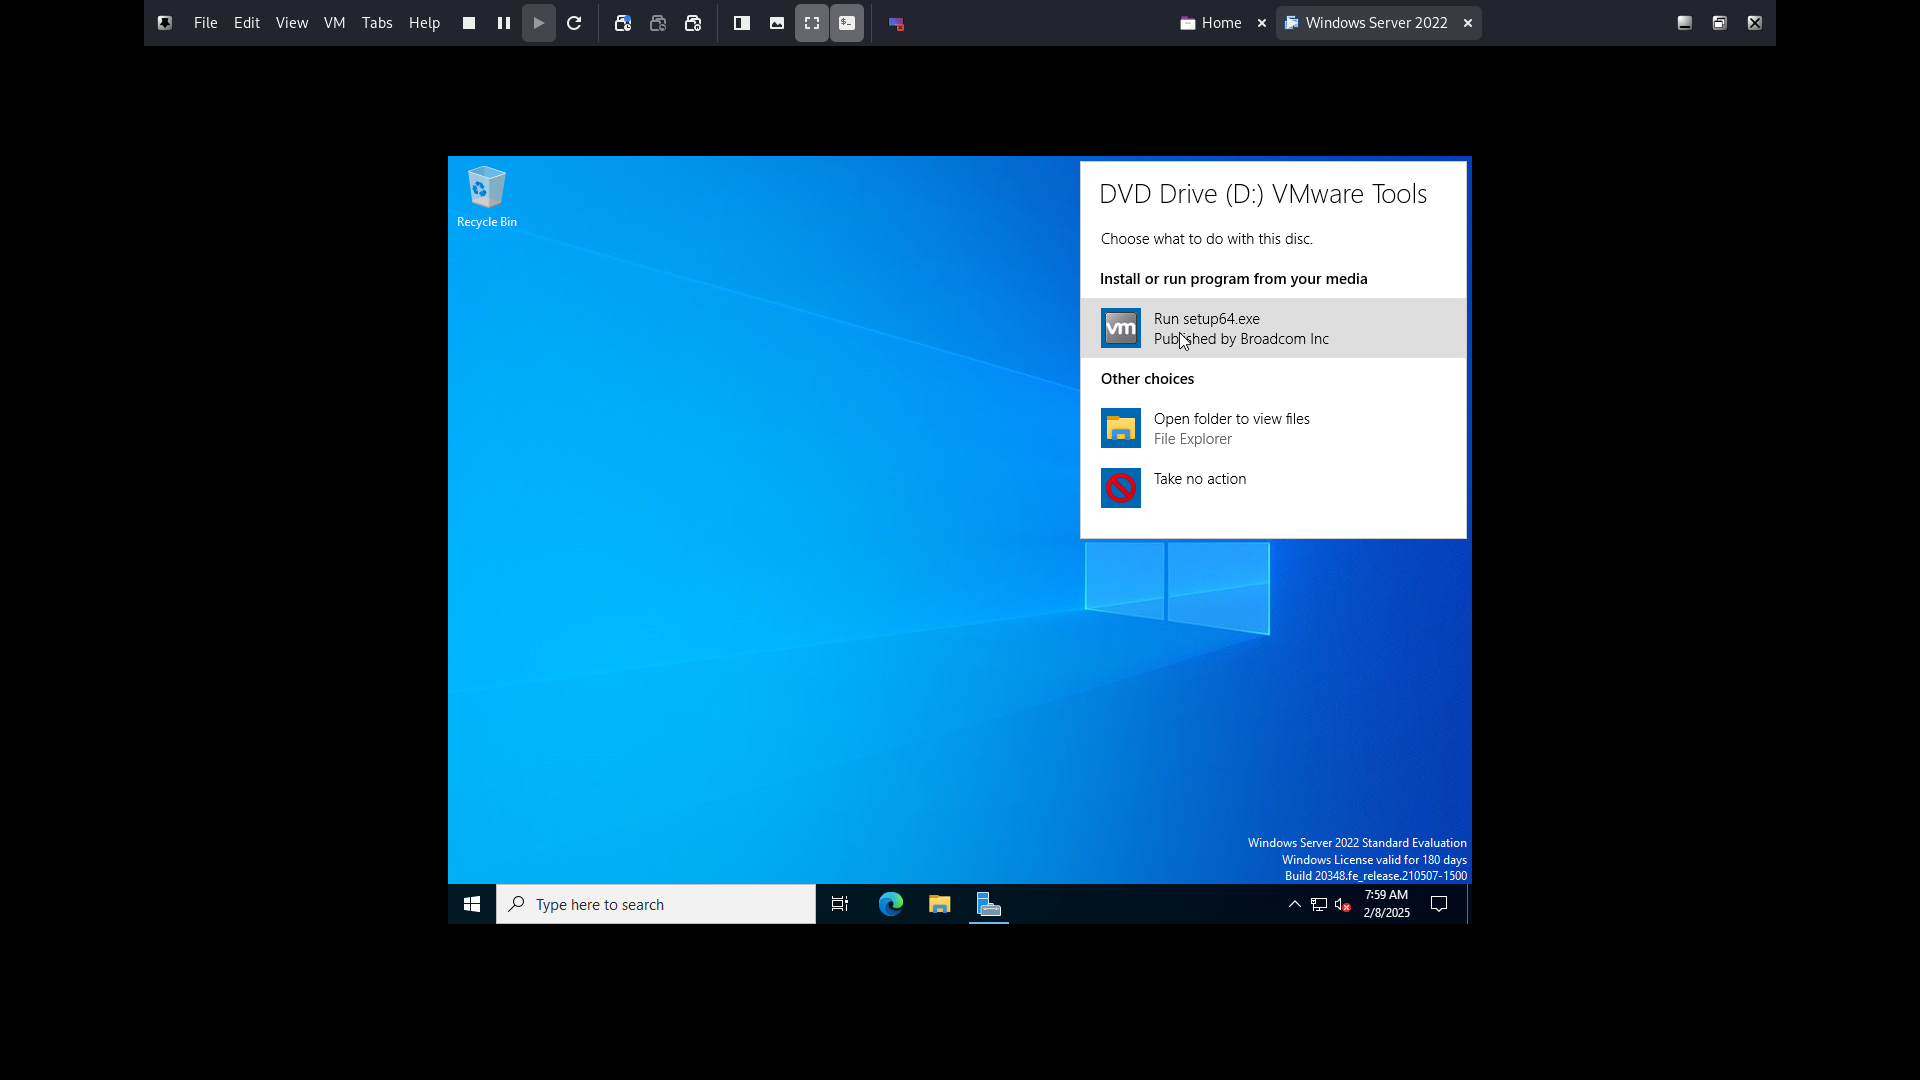 File Edit View VM Tabs Help
Home
Windows Server 2022
Recycle Bin
DVD Drive (D:) VMware Tools
Choose what to do with this disc.
Install or run program from your media
vm
Run setup64.exe
Published by Broadcom Inc
Other choices
Open folder to view files
File Explorer
Take no action
Windows Server 2022 Standard Evaluation
Windows License valid for 180 days
Build 20348.fe_release.210507-1500
Type here to search
7:59 AM
2/8/2025